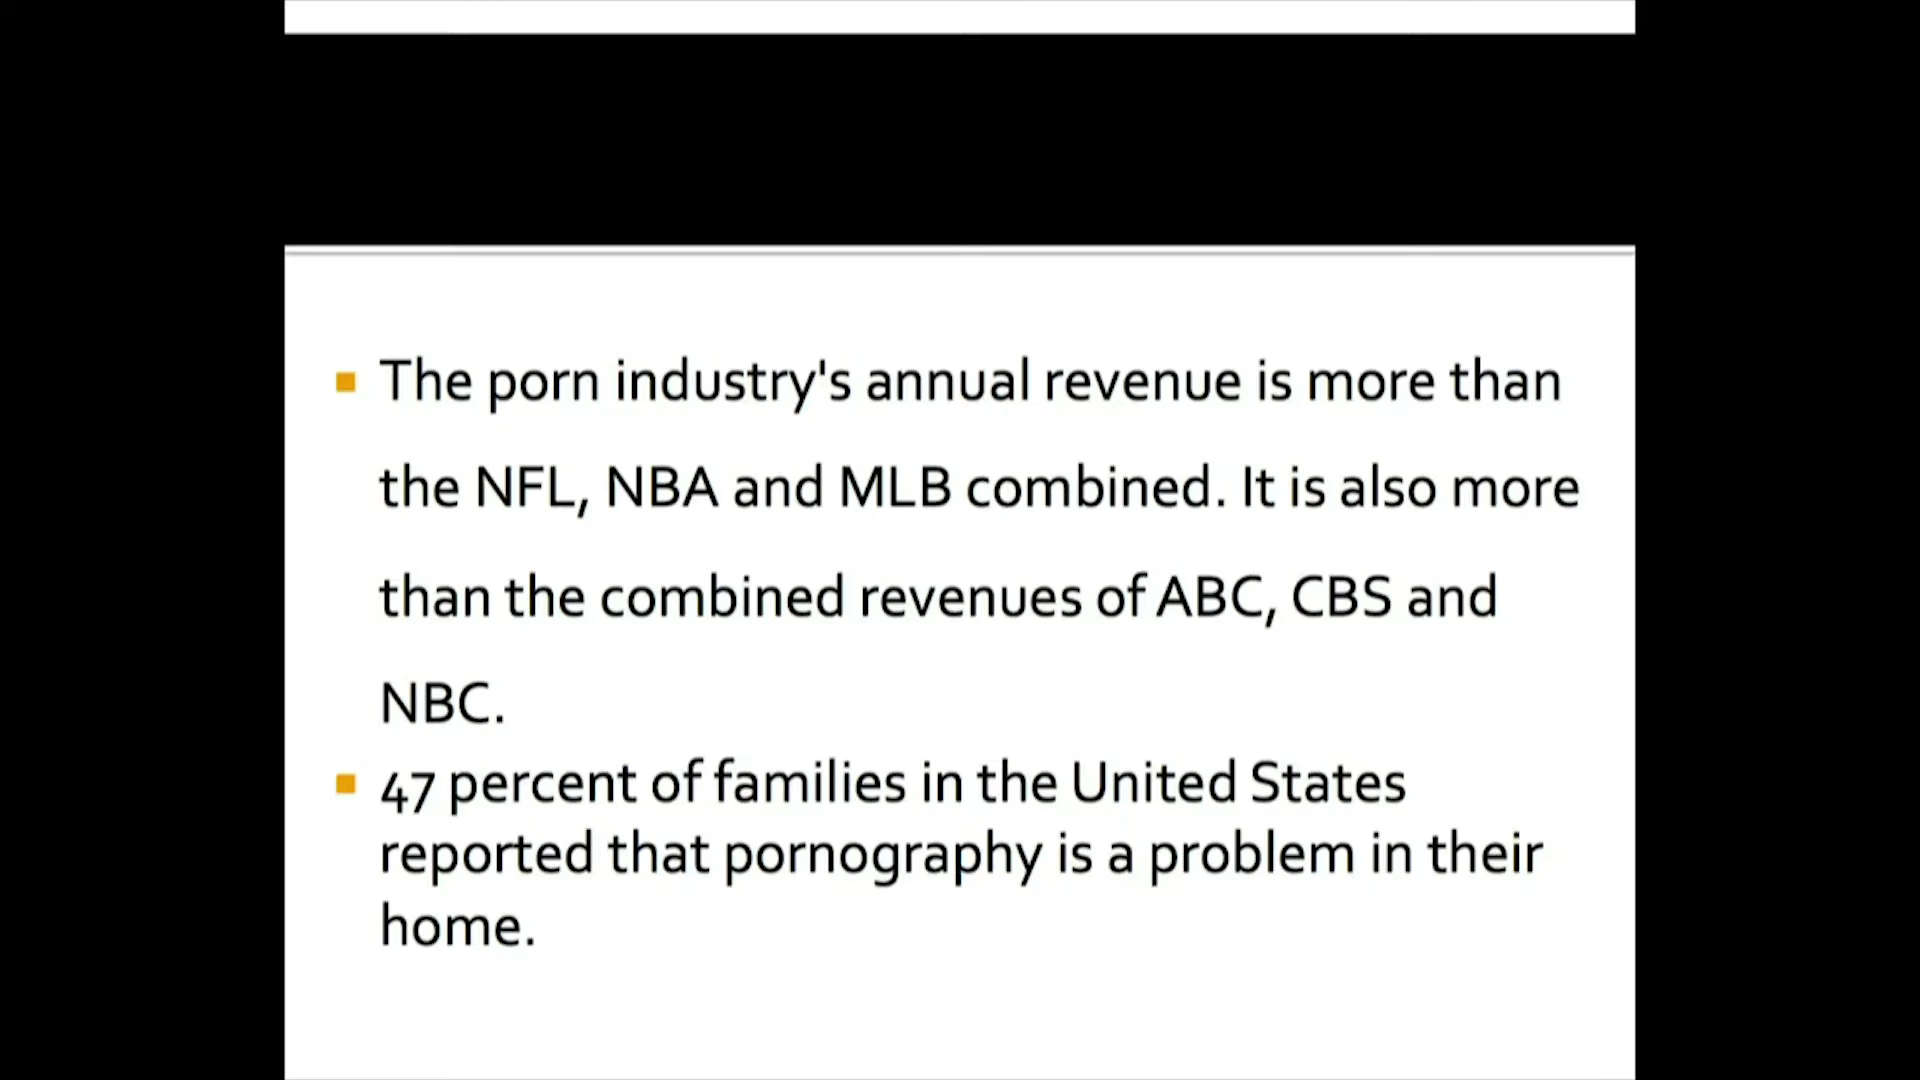 The porn industry's annual revenue is more than
the NFL, NBA and MLB combined. It is also more
than the combined revenues of ABC, CBS and
NBC.
47 percent of families in the United States
reported that pornography is a problem in their
home.